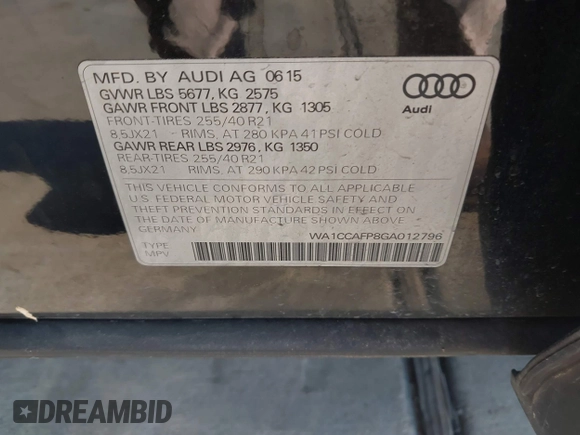 MFD. BY AUDI AG 06 15
GVWR LBS 5677, KG 2575
GAWR FRONT LBS 2877, KG 1305
FRONT-TIRES 255/40 R21
8,5JX21 RIMS. AT 280 KPA 41 PSI COLD
GAWR REAR LBS 2976, KG 1350
REAR-TIRES 255/40 R21
8,5JX21 RIMS. AT 290 KPA 42 PSI COLD
THIS VEHICLE CONFORMS TO ALL APPLICABLE
U.S. FEDERAL MOTOR VEHICLE SAFETY AND
THEFT PREVENTION STANDARDS IN EFFECT ON
THE DATE OF MANUFACTURE SHOWN ABOVE.
GERMANY
WA1CCAFP8GA012796
TYPE
MPV
Audi
DREAMBID